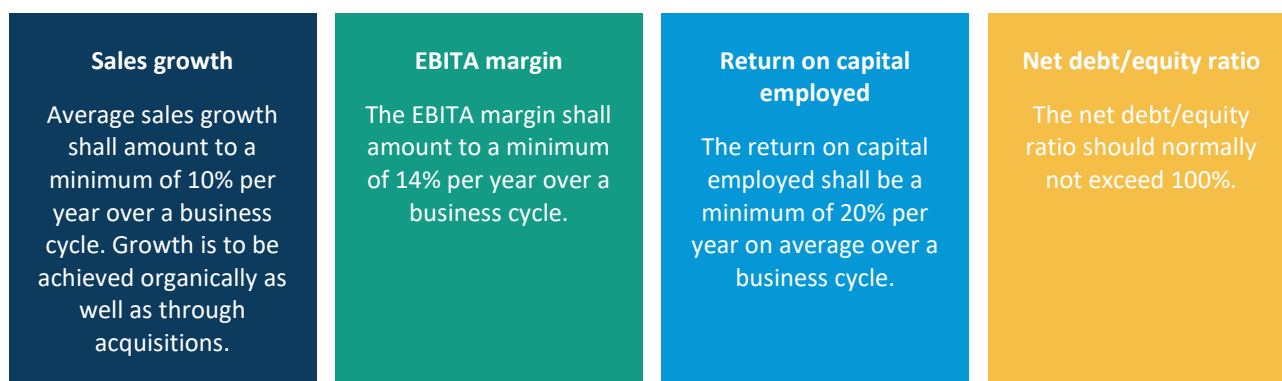 Sales growth
Average sales growth
shall amount to a
minimum of 10% per
year over a business
cycle. Growth is to be
achieved organically as
well as through
acquisitions.
EBITA margin
The EBITA margin shall
amount to a minimum
of 14% per year over a
business cycle.
Return on capital
employed
The return on capital
employed shall be a
minimum of 20% per
year on average over a
business cycle.
Net debt/equity ratio
The net debt/equity
ratio should normally
not exceed 100%.